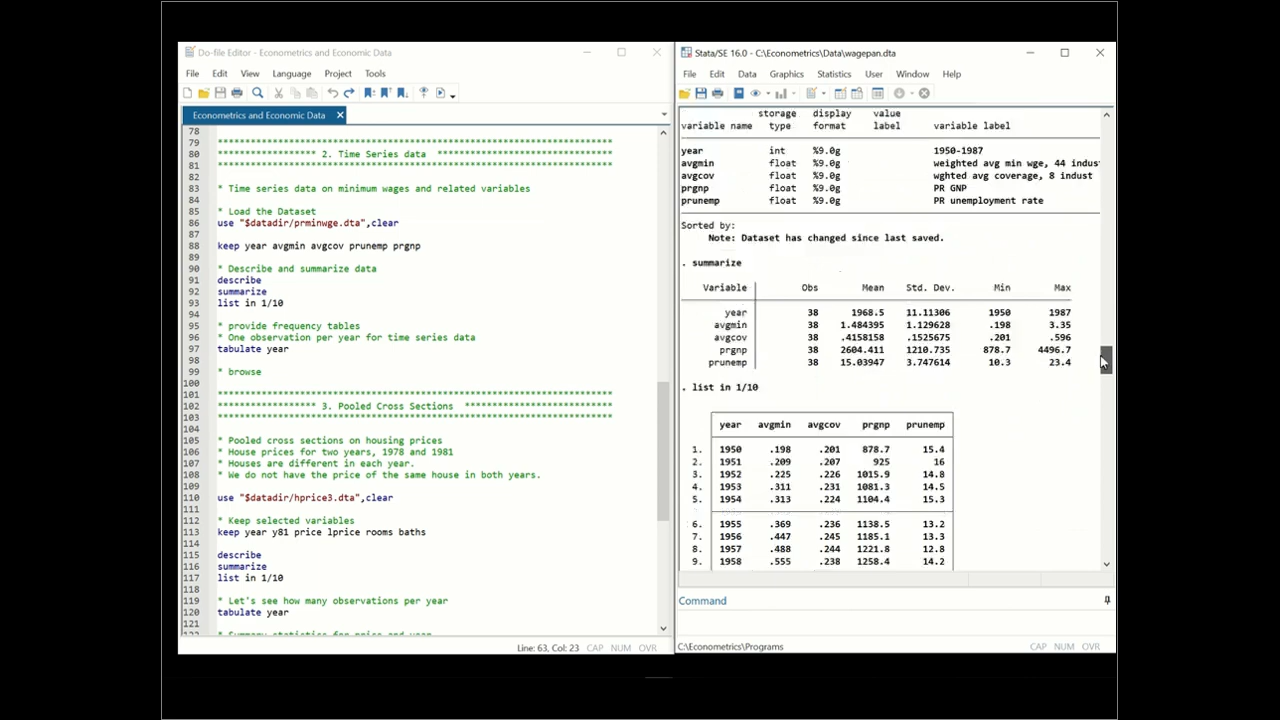 Do-file Editor - Econometrics and Economic Data
File Edit View Language Project Tools
Econometrics and Economic Data
78
79 *********************************************************************
80 ***************** 2. Time Series data ******************************
81 *********************************************************************
82
83 * Time series data on minimum wages and related variables
84
85 * Load the Dataset
86 use "$datadir/prminwge.dta",clear
87
88 keep year avgmin avgcov prunemp prgnp
89
90 * Describe and summarize data
91 describe
92 summarize
93 list in 1/10
94
95 * provide frequency tables
96 * One observation per year for time series data
97 tabulate year
98
99 * browse
100
101 *********************************************************************
102 ***************** 3. Pooled Cross Sections ***************************
103 *********************************************************************
104
105 * Pooled cross sections on housing prices
106 * House prices for two years, 1978 and 1981
107 * Houses are different in each year.
108 * We do not have the price of the same house in both years.
109
110 use "$datadir/hprice3.dta",clear
111
112 * Keep selected variables
113 keep year y81 price lprice rooms baths
114
115 describe
116 summarize
117 list in 1/10
118
119 * Let's see how many observations per year
120 tabulate year
121
Line: 63, Col: 23 CAP NUM OVR
Stata/SE 16.0 - C:\Econometrics\Data\wagepan.dta
File Edit Data Graphics Statistics User Window Help
storage display value
variable name type format label variable label
year int %9.0g 1950-1987
avgmin float %9.0g weighted avg min wge, 44 indust
avgcov float %9.0g wghted avg coverage, 8 indust
prgnp float %9.0g PR GNP
prunemp float %9.0g PR unemployment rate
Sorted by:
Note: Dataset has changed since last saved.
. summarize
Variable Obs Mean Std. Dev. Min Max
year 38 1968.5 11.11306 1950 1987
avgmin 38 1.484395 1.129628 .198 3.35
avgcov 38 .4158158 .1525675 .201 .596
prgnp 38 2604.411 1210.735 878.7 4496.7
prunemp 38 15.03947 3.747614 10.3 23.4
. list in 1/10
year avgmin avgcov prgnp prunemp
1. 1950 .198 .201 878.7 15.4
2. 1951 .209 .207 925 16
3. 1952 .225 .226 1015.9 14.8
4. 1953 .311 .231 1081.3 14.5
5. 1954 .313 .224 1104.4 15.3
6. 1955 .369 .236 1138.5 13.2
7. 1956 .447 .245 1185.1 13.3
8. 1957 .488 .244 1221.8 12.8
9. 1958 .555 .238 1258.4 14.2
Command
C:\Econometrics\Programs CAP NUM OVR